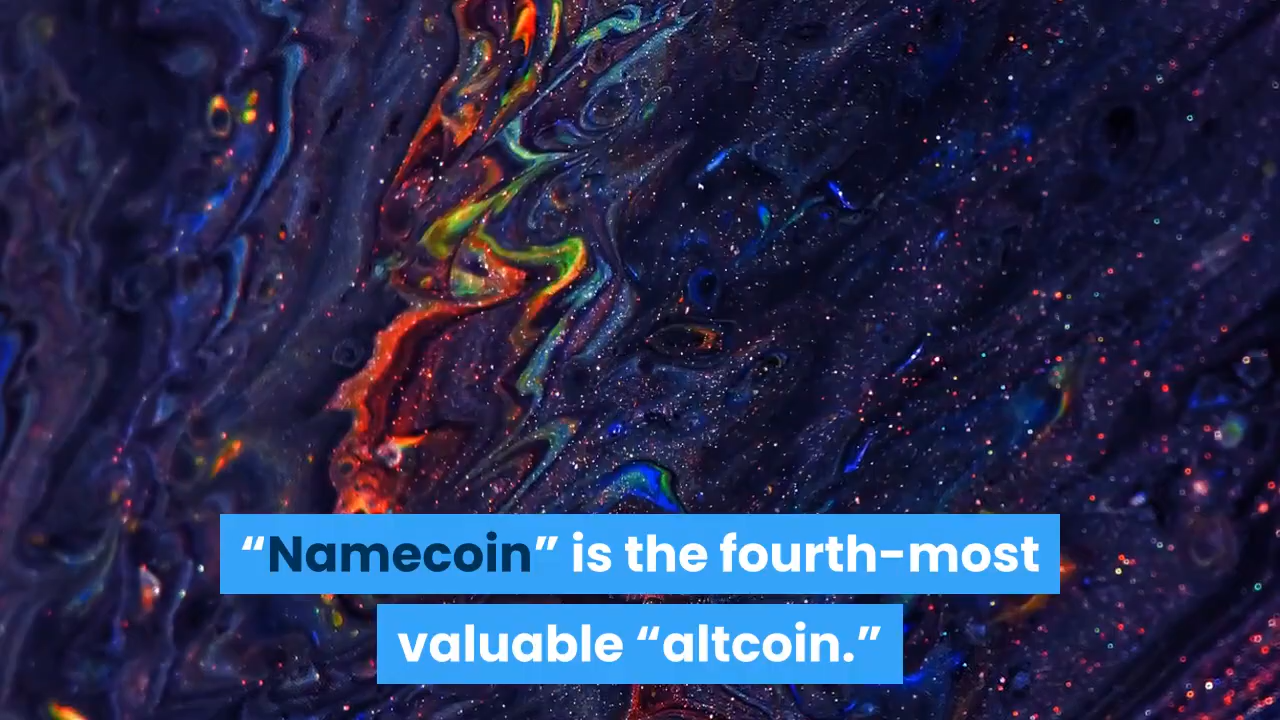 “Namecoin” is the fourth-most
valuable “altcoin.”